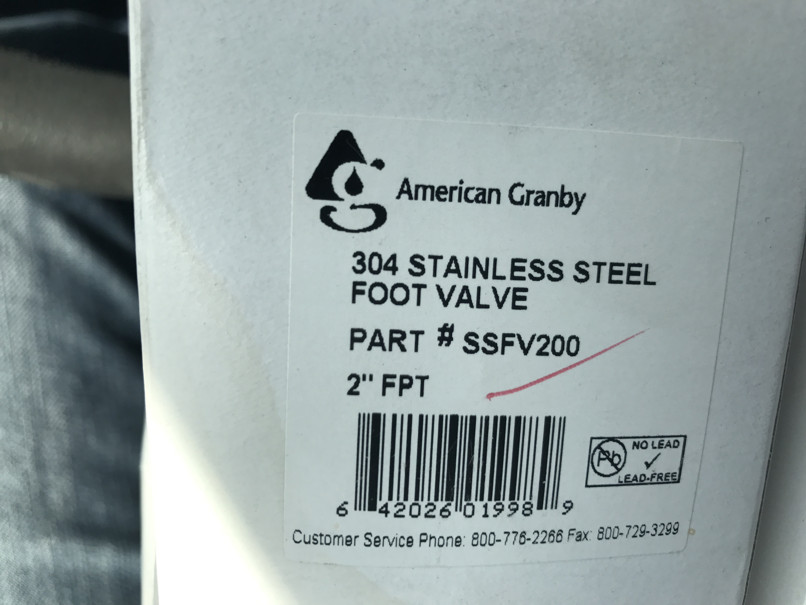 American Granby
304 STAINLESS STEEL
FOOT VALVE
PART # SSFV200
2" FPT
Pb
NO LEAD
LEAD-FREE
6 42026 01998 9
Customer Service Phone: 800-776-2266 Fax: 800-729-3299